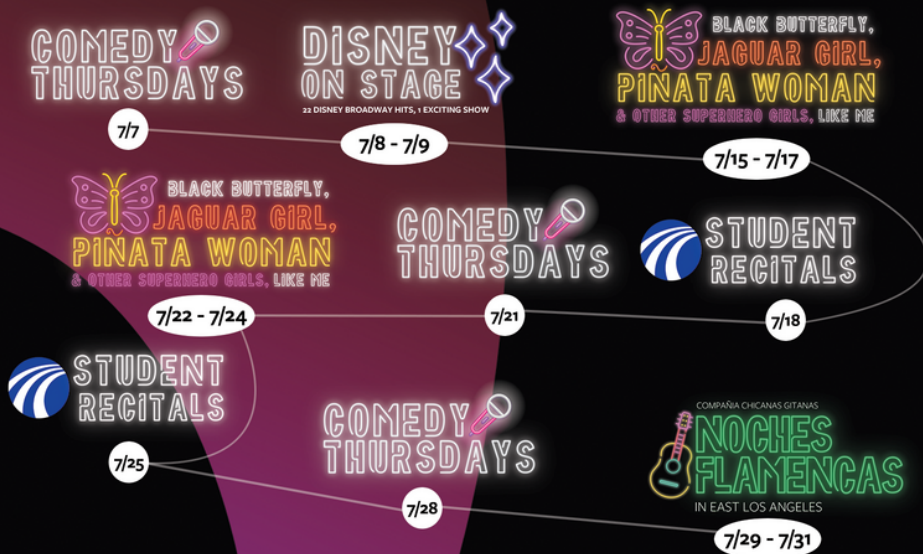 COMEDY
THURSDAYS
7/7
DiSNEY
ON STAGE
22 DISNEY BROADWAY HITS, 1 EXCITING SHOW
7/8 - 7/9
BLACK BUTTERFLY,
JAGUAR GiRL,
PiÑATA WOMAN
& OTHER SUPERHERO GIRLS, LIKE ME
7/15 - 7/17
STUDENT
RECiTALS
7/18
COMEDY
THURSDAYS
7/21
BLACK BUTTERFLY,
JAGUAR GiRL,
PiÑATA WOMAN
& OTHER SUPERHERO GIRLS, LIKE ME
7/22 - 7/24
STUDENT
RECiTALS
7/25
COMEDY
THURSDAYS
7/28
COMPAÑIA CHICANAS GITANAS
NOCHES
FLAMENCAS
IN EAST LOS ANGELES
7/29 - 7/31